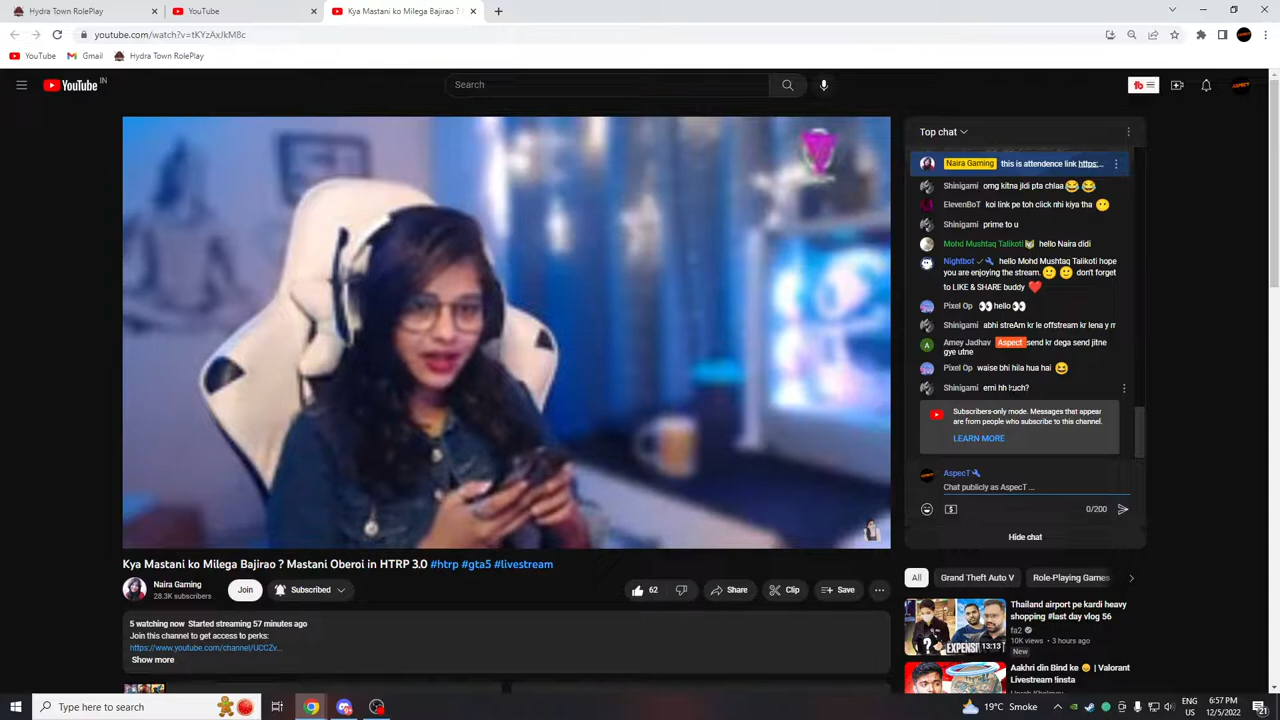 Hydra Town RolePlay
YouTube
Kya Mastani ko Milega Bajirao ?
youtube.com/watch?v=tKYzAxJkM8c
YouTube
Gmail
Hydra Town RolePlay
YouTube IN
Search
Top chat
Naira Gaming this is attendence link https:...
Shinigami omg kitna jldi pta chlaa😂 😂
ElevenBoT koi link pe toh click nhi kiya tha 😶
Shinigami prime to u
Mohd Mushtaq Talikoti hello Naira didi
Nightbot hello Mohd Mushtaq Talikoti hope
you are enjoying the stream.🙂 🙂 don't forget
to LIKE & SHARE buddy ❤️
Pixel Op 👀hello👀
Shinigami abhi streAm kr le offstream kr lena y m
Amey Jadhav Aspect send kr dega send jitne
gye utne
Pixel Op waise bhi hila hua hai 😆
Shinigami emi hh kuch?
Subscribers-only mode. Messages that appear
are from people who subscribe to this channel.
LEARN MORE
AspecT
Chat publicly as AspecT ...
0/200
Hide chat
Kya Mastani ko Milega Bajirao ? Mastani Oberoi in HTRP 3.0 #htrp #gta5 #livestream
Naira Gaming
28.3K subscribers
Join
Subscribed
62
Share
Clip
Save
5 watching now Started streaming 57 minutes ago
Join this channel to get access to perks:
https://www.youtube.com/channel/UCCZv...
Show more
All
Grand Theft Auto V
Role-Playing Games
Thailand airport pe kardi heavy
shopping #last day vlog 56
fa2
10K views • 3 hours ago
New
EXPENSI
13:13
Aakhri din Bind ke 😞 | Valorant
Livestream !insta
Type here to search
19°C Smoke
ENG
US
6:57 PM
12/5/2022
21